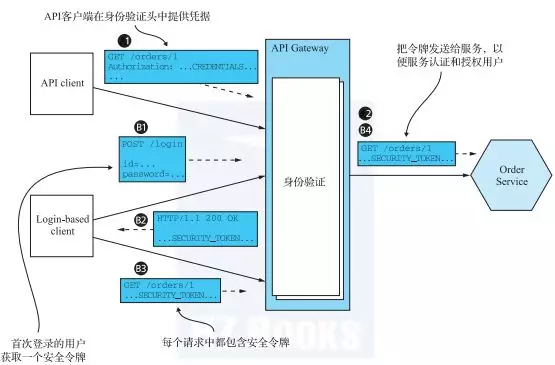 API客户端在身份验证头中提供凭据
1
GET /orders/1
Authorization: ...CREDENTIALS...
...
API client
API Gateway
把令牌发送给服务，以
便服务认证和授权用户
2
B4
GET /orders/1
...SECURITY_TOKEN...
B1
POST /login
id=...
password=...
身份验证
Order
Service
Login-based
client
B2
HTTP/1.1 200 OK
...SECURITY_TOKEN...
B3
GET /orders/1
...SECURITY_TOKEN...
首次登录的用户
获取一个安全令牌
每个请求中都包含安全令牌
BOOKS